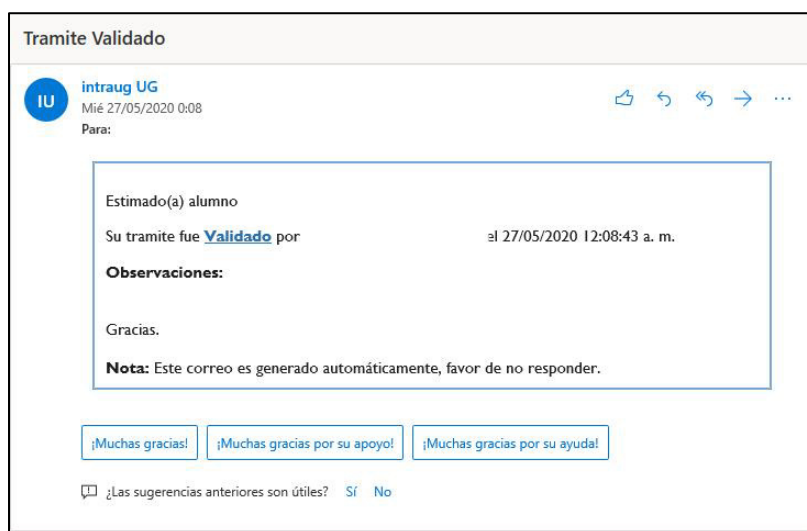 Tramite Validado
IU
intraug UG
Mié 27/05/2020 0:08
Para:
Estimado(a) alumno
Su tramite fue Validado por el 27/05/2020 12:08:43 a. m.
Observaciones:
Gracias.
Nota: Este correo es generado automáticamente, favor de no responder.
¡Muchas gracias!
¡Muchas gracias por su apoyo!
¡Muchas gracias por su ayuda!
¿Las sugerencias anteriores son útiles? Sí No